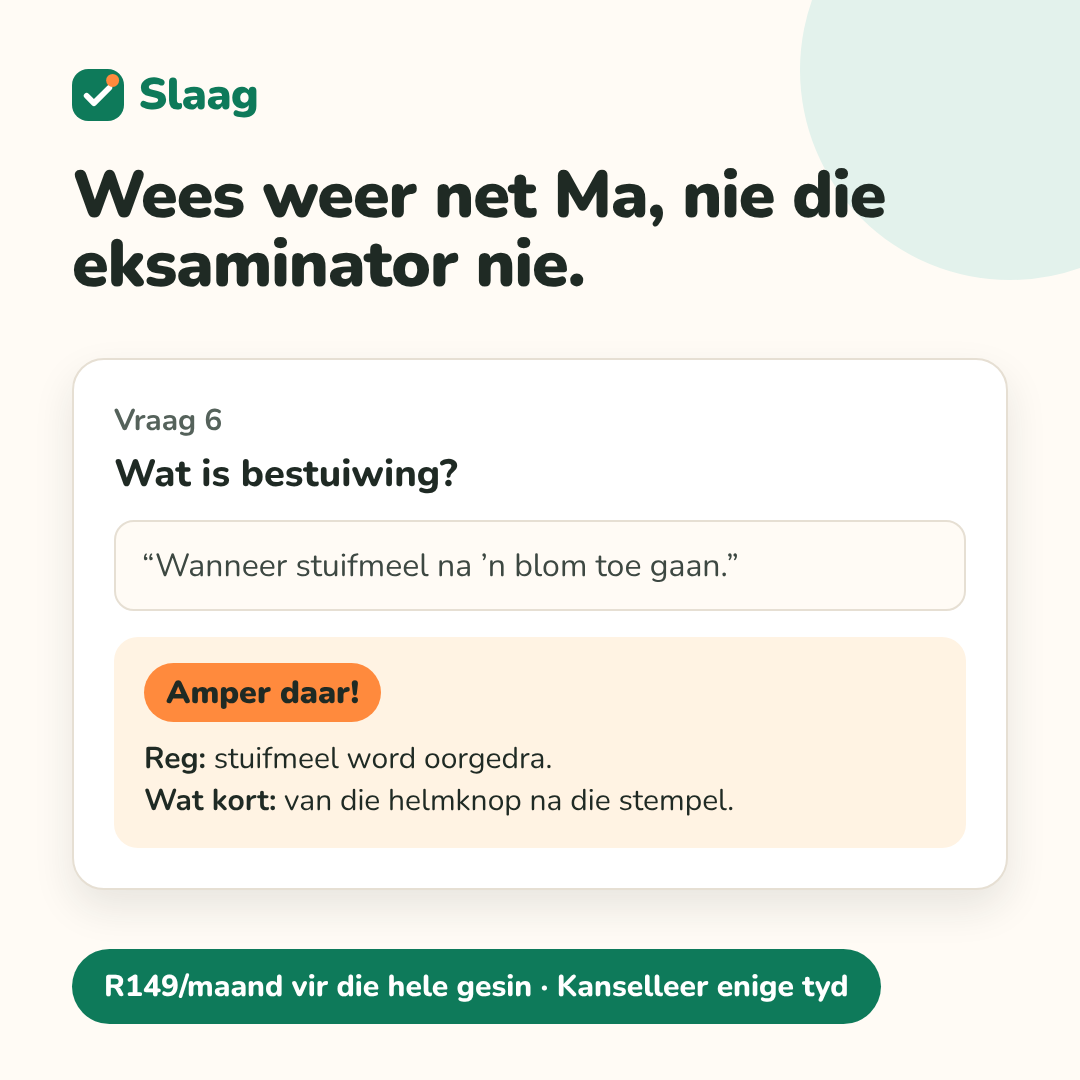 Slaag
Wees weer net Ma, nie die
eksaminator nie.
Vraag 6
Wat is bestuiwing?
“Wanneer stuifmeel na ’n blom toe gaan.”
Amper daar!
Reg: stuifmeel word oorgedra.
Wat kort: van die helmknop na die stempel.
R149/maand vir die hele gesin · Kanselleer enige tyd